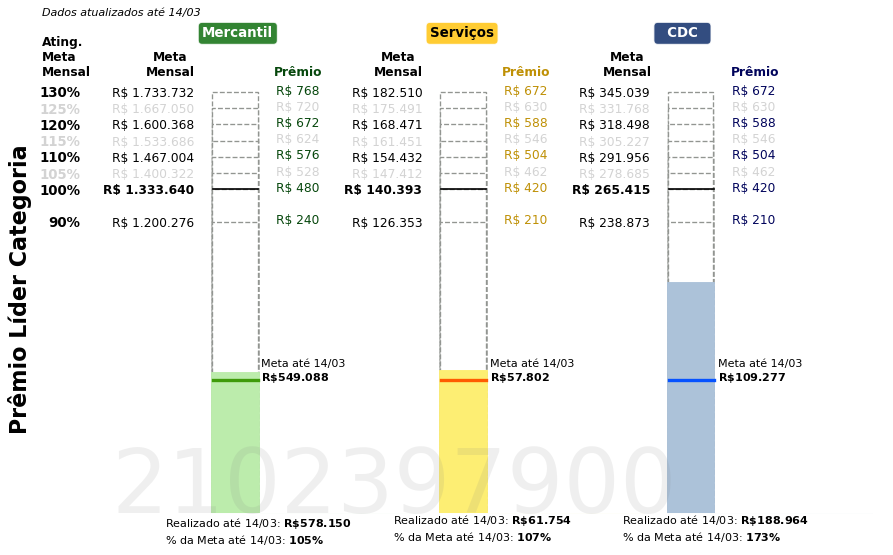 Dados atualizados até 14/03
Mercantil Serviços CDC
Ating.
Meta Meta Meta Meta
Mensal Mensal Prêmio Mensal Prêmio Mensal Prêmio
130% R$ 1.733.732 R$ 768 R$ 182.510 R$ 672 R$ 345.039 R$ 672
125% R$ 1.667.050 R$ 720 R$ 175.491 R$ 630 R$ 331.768 R$ 630
120% R$ 1.600.368 R$ 672 R$ 168.471 R$ 588 R$ 318.498 R$ 588
115% R$ 1.533.686 R$ 624 R$ 161.451 R$ 546 R$ 305.227 R$ 546
110% R$ 1.467.004 R$ 576 R$ 154.432 R$ 504 R$ 291.956 R$ 504
105% R$ 1.400.322 R$ 528 R$ 147.412 R$ 462 R$ 278.685 R$ 462
100% R$ 1.333.640 R$ 480 R$ 140.393 R$ 420 R$ 265.415 R$ 420
90% R$ 1.200.276 R$ 240 R$ 126.353 R$ 210 R$ 238.873 R$ 210
Prêmio Líder Categoria
Meta até 14/03 Meta até 14/03 Meta até 14/03
R$549.088 R$57.802 R$109.277
2102397900
Realizado até 14/03: R$578.150 Realizado até 14/03: R$61.754 Realizado até 14/03: R$188.964
% da Meta até 14/03: 105% % da Meta até 14/03: 107% % da Meta até 14/03: 173%